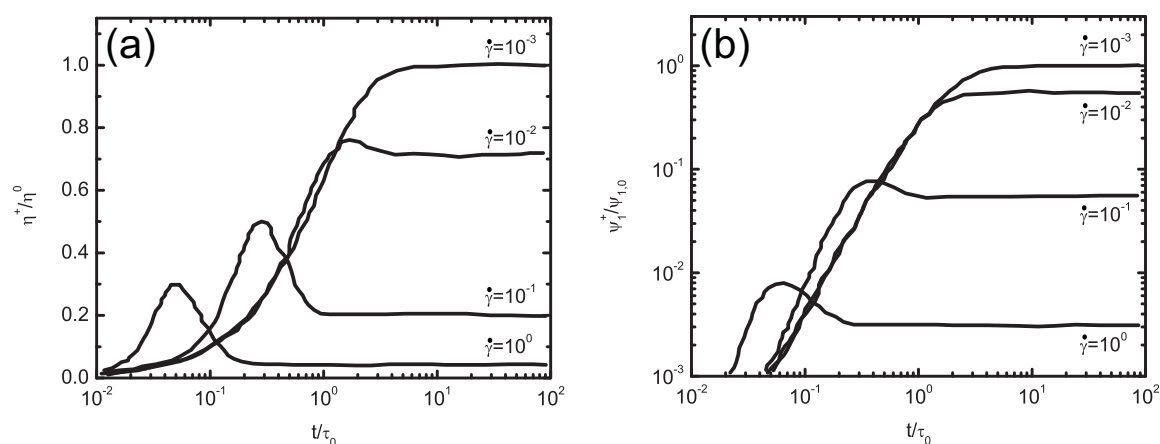 (a)
γ̇=10⁻³
1.0
0.8
γ̇=10⁻²
0.6
η⁺/η⁰
0.4
γ̇=10⁻¹
0.2
γ̇=10⁰
0.0
10⁻² 10⁻¹ 10⁰ 10¹ 10²
t/τ₀
(b)
γ̇=10⁻³
10⁰
γ̇=10⁻²
10⁻¹
ψ₁⁺/ψ₁,₀
γ̇=10⁻¹
10⁻²
γ̇=10⁰
10⁻³
10⁻² 10⁻¹ 10⁰ 10¹ 10²
t/τ₀